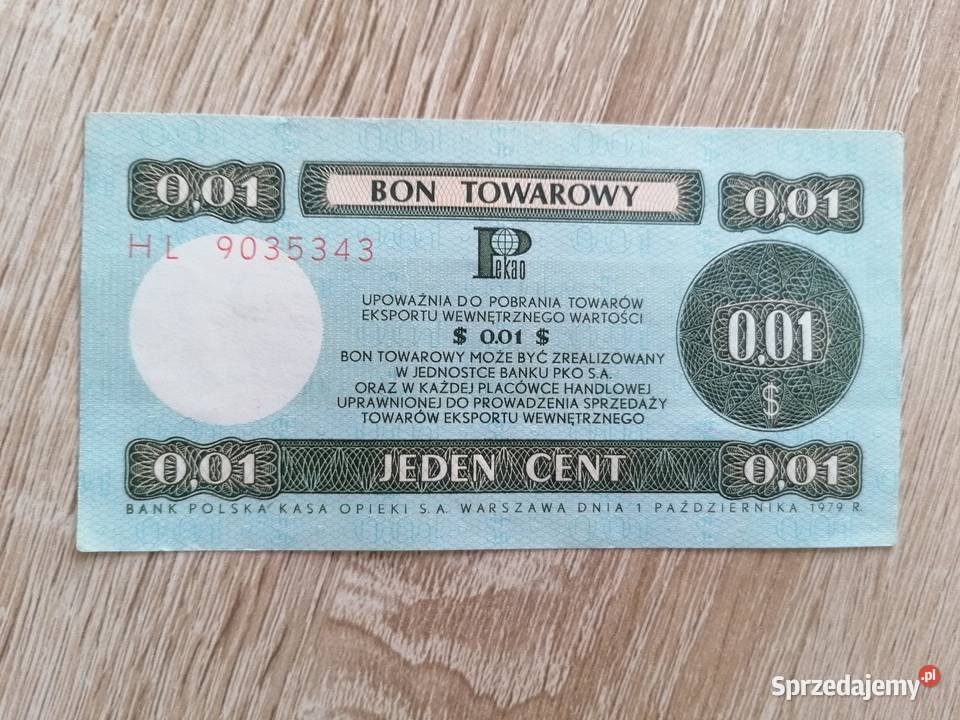 0,01
BON TOWAROWY
0,01
HL 9035343
Pekao
UPOWAŻNIA DO POBRANIA TOWARÓW
EKSPORTU WEWNĘTRZNEGO WARTOŚCI
$ 0.01 $
BON TOWAROWY MOŻE BYĆ ZREALIZOWANY
W JEDNOSTCE BANKU PKO S.A.
ORAZ W KAŻDEJ PLACÓWCE HANDLOWEJ
UPRAWNIONEJ DO PROWADZENIA SPRZEDAŻY
TOWARÓW EKSPORTU WEWNĘTRZNEGO
0,01
$
0,01
JEDEN CENT
0,01
BANK POLSKA KASA OPIEKI S.A. WARSZAWA DNIA 1 PAŹDZIERNIKA 1979 R.
Sprzedajemy.pl